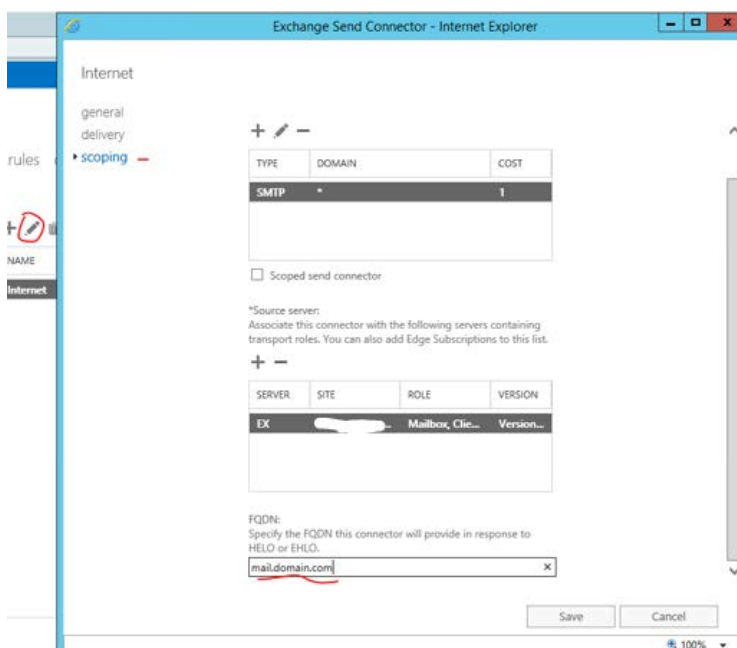 Exchange Send Connector - Internet Explorer
Internet
general
delivery
scoping
rules
NAME
Internet
TYPE DOMAIN COST
SMTP * 1
Scoped send connector
*Source server:
Associate this connector with the following servers containing
transport roles. You can also add Edge Subscriptions to this list.
SERVER SITE ROLE VERSION
EX Mailbox, Clie... Version...
FQDN:
Specify the FQDN this connector will provide in response to
HELO or EHLO.
mail.domain.com
Save Cancel
100%